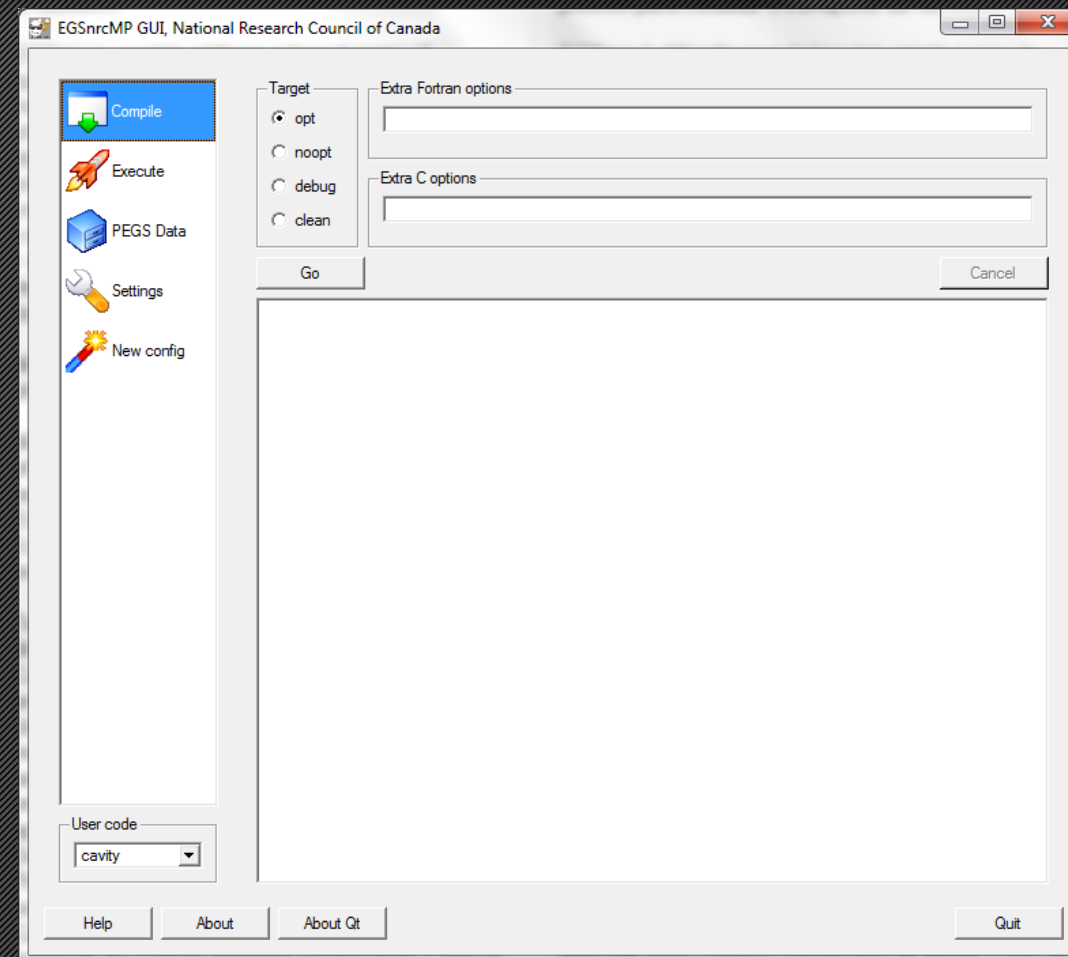 EGSnrcMP GUI, National Research Council of Canada
Compile
Execute
PEGS Data
Settings
New config
Target
opt
noopt
debug
clean
Extra Fortran options
Extra C options
Go
Cancel
User code
cavity
Help
About
About Qt
Quit